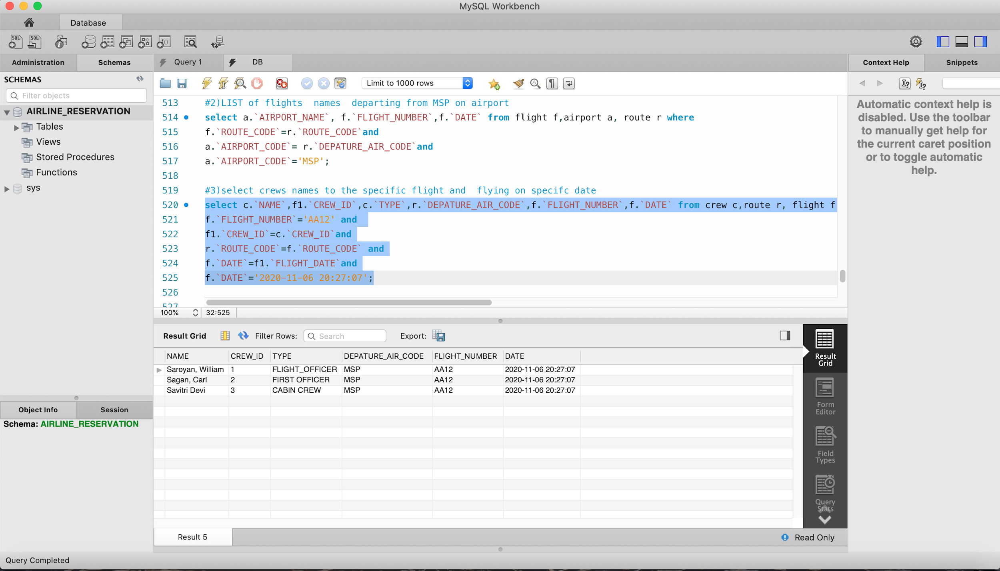 MySQL Workbench
Database
SQL SQL
Administration Schemas
Query 1 DB
Context Help Snippets
SCHEMAS
Filter objects
AIRLINE_RESERVATION
Tables
Views
Stored Procedures
Functions
sys
Limit to 1000 rows
513 #2)LIST of flights  names  departing from MSP on airport
514 select a.`AIRPORT_NAME`, f.`FLIGHT_NUMBER`,f.`DATE` from flight f,airport a, route r where
515 f.`ROUTE_CODE`=r.`ROUTE_CODE`and
516 a.`AIRPORT_CODE`= r.`DEPATURE_AIR_CODE`and
517 a.`AIRPORT_CODE`='MSP';
518
519 #3)select crews names to the specific flight and  flying on specifc date
520 select c.`NAME`,f1.`CREW_ID`,c.`TYPE`,r.`DEPATURE_AIR_CODE`,f.`FLIGHT_NUMBER`,f.`DATE` from crew c,route r, flight f
521 f.`FLIGHT_NUMBER`='AA12' and
522 f1.`CREW_ID`=c.`CREW_ID`and
523 r.`ROUTE_CODE`=f.`ROUTE_CODE` and
524 f.`DATE`=f1.`FLIGHT_DATE`and
525 f.`DATE`='2020-11-06 20:27:07';
526
527
100% 32:525
Automatic context help is
disabled. Use the toolbar
to manually get help for
the current caret position
or to toggle automatic
help.
Result Grid Filter Rows: Search Export:
NAME CREW_ID TYPE DEPATURE_AIR_CODE FLIGHT_NUMBER DATE
Saroyan, William 1 FLIGHT_OFFICER MSP AA12 2020-11-06 20:27:07
Sagan, Carl 2 FIRST OFFICER MSP AA12 2020-11-06 20:27:07
Savitri Devi 3 CABIN CREW MSP AA12 2020-11-06 20:27:07
Result
Grid
Form
Editor
Field
Types
Query
Stats
Object Info Session
Schema: AIRLINE_RESERVATION
Result 5
Read Only
Query Completed